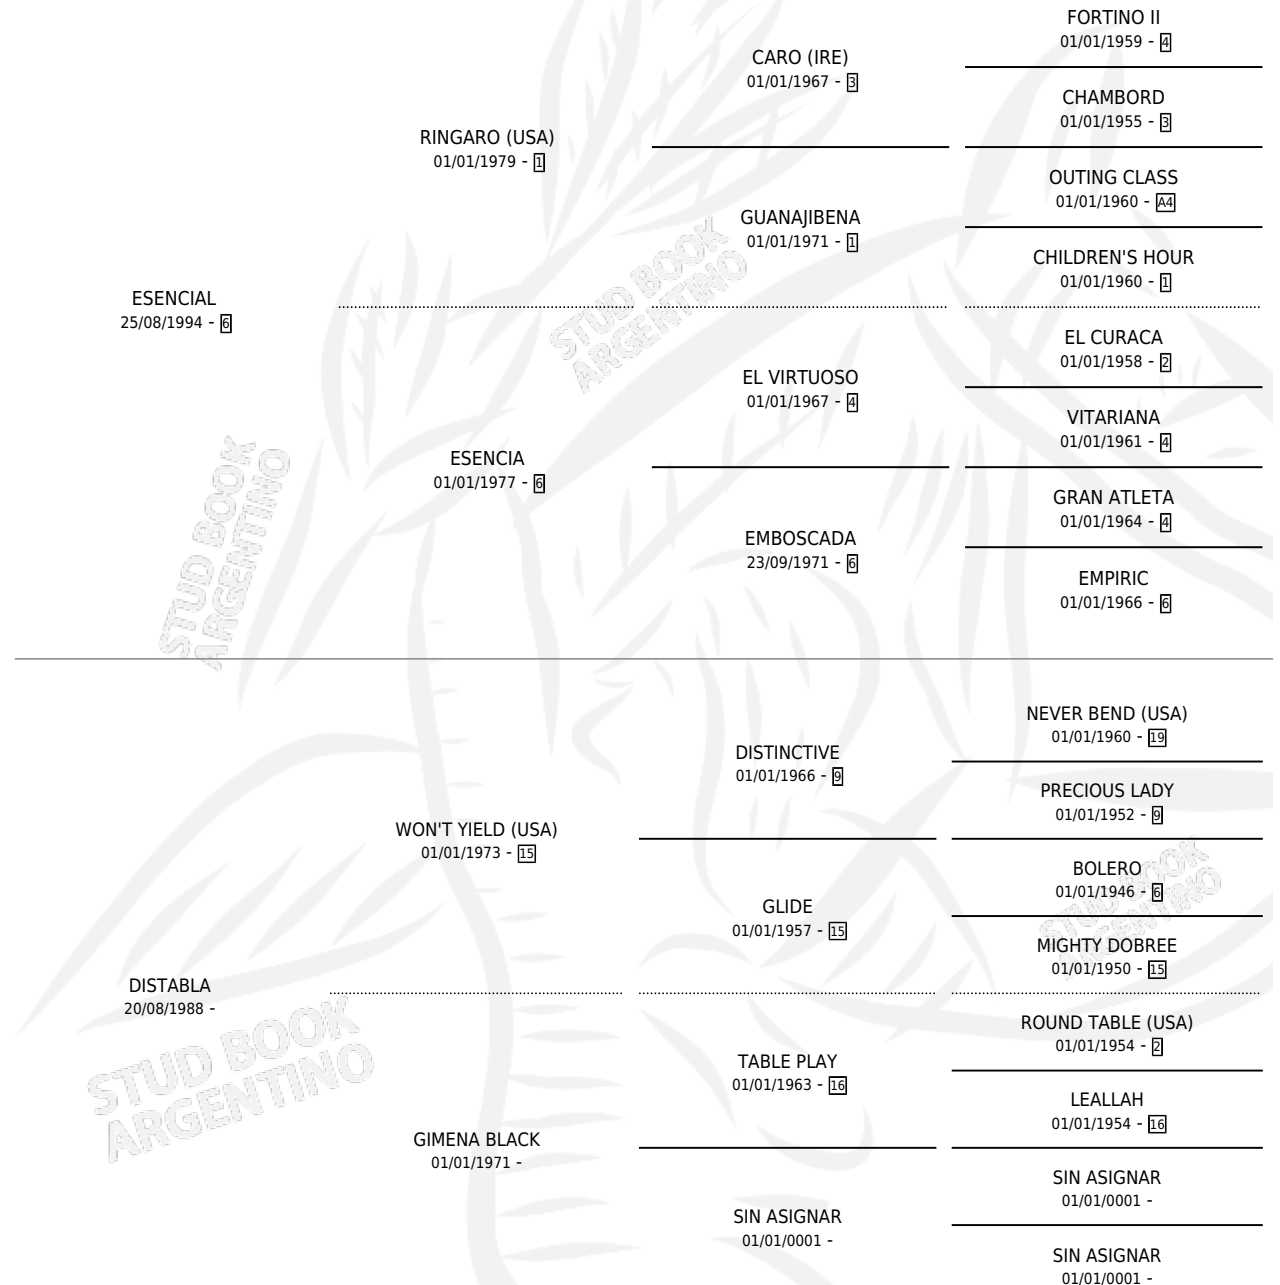 FORTINO II
01/01/1959 - 4
CARO (IRE)
01/01/1967 - 3
CHAMBORD
01/01/1955 - 3
RINGARO (USA)
01/01/1979 - 1
OUTING CLASS
01/01/1960 - A4
GUANAJIBENA
01/01/1971 - 1
CHILDREN'S HOUR
01/01/1960 - 1
ESENCIAL
25/08/1994 - 6
EL CURACA
01/01/1958 - 2
EL VIRTUOSO
01/01/1967 - 4
VITARIANA
01/01/1961 - 4
ESENCIA
01/01/1977 - 6
GRAN ATLETA
01/01/1964 - 4
EMBOSCADA
23/09/1971 - 6
EMPIRIC
01/01/1966 - 6
NEVER BEND (USA)
01/01/1960 - 19
DISTINCTIVE
01/01/1966 - 9
PRECIOUS LADY
01/01/1952 - 9
WON'T YIELD (USA)
01/01/1973 - 15
BOLERO
01/01/1946 - 6
GLIDE
01/01/1957 - 15
MIGHTY DOBREE
01/01/1950 - 15
DISTABLA
20/08/1988 -
ROUND TABLE (USA)
01/01/1954 - 2
TABLE PLAY
01/01/1963 - 16
LEALLAH
01/01/1954 - 16
GIMENA BLACK
01/01/1971 -
SIN ASIGNAR
01/01/0001 -
SIN ASIGNAR
01/01/0001 -
SIN ASIGNAR
01/01/0001 -
STUD BOOK
ARGENTINO
STUD BOOK
ARGENTINO
STUD BOOK
ARGENTINO
STUD BOOK
ARGENTINO